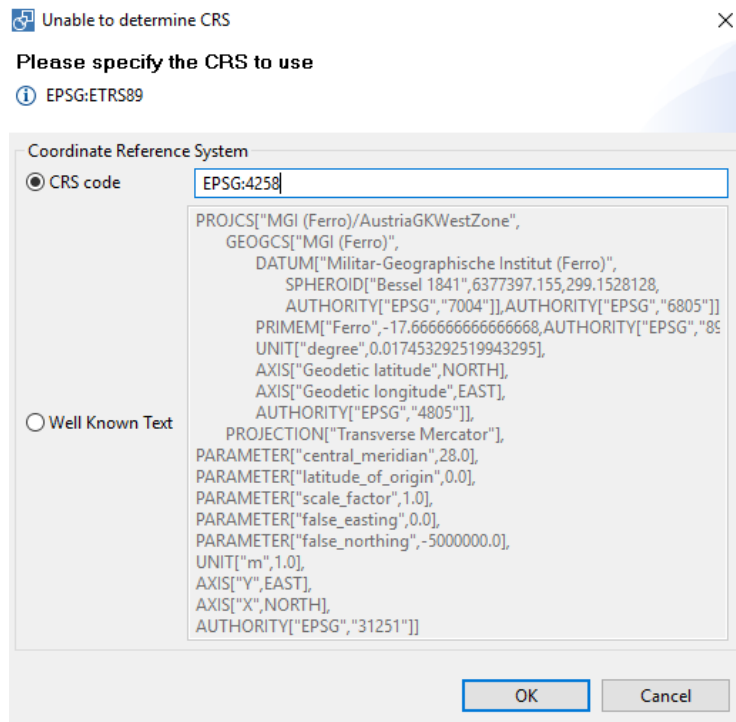 Unable to determine CRS
Please specify the CRS to use
EPSG:ETRS89
Coordinate Reference System
CRS code
EPSG:4258
Well Known Text
PROJCS["MGI (Ferro)/AustriaGKWestZone",
GEOGCS["MGI (Ferro)",
DATUM["Militar-Geographische Institut (Ferro)",
SPHEROID["Bessel 1841",6377397.155,299.1528128,
AUTHORITY["EPSG","7004"]],AUTHORITY["EPSG","6805"]]
PRIMEM["Ferro",-17.666666666666668,AUTHORITY["EPSG","89
UNIT["degree",0.017453292519943295],
AXIS["Geodetic latitude",NORTH],
AXIS["Geodetic longitude",EAST],
AUTHORITY["EPSG","4805"]],
PROJECTION["Transverse Mercator"],
PARAMETER["central_meridian",28.0],
PARAMETER["latitude_of_origin",0.0],
PARAMETER["scale_factor",1.0],
PARAMETER["false_easting",0.0],
PARAMETER["false_northing",-5000000.0],
UNIT["m",1.0],
AXIS["Y",EAST],
AXIS["X",NORTH],
AUTHORITY["EPSG","31251"]]
OK
Cancel